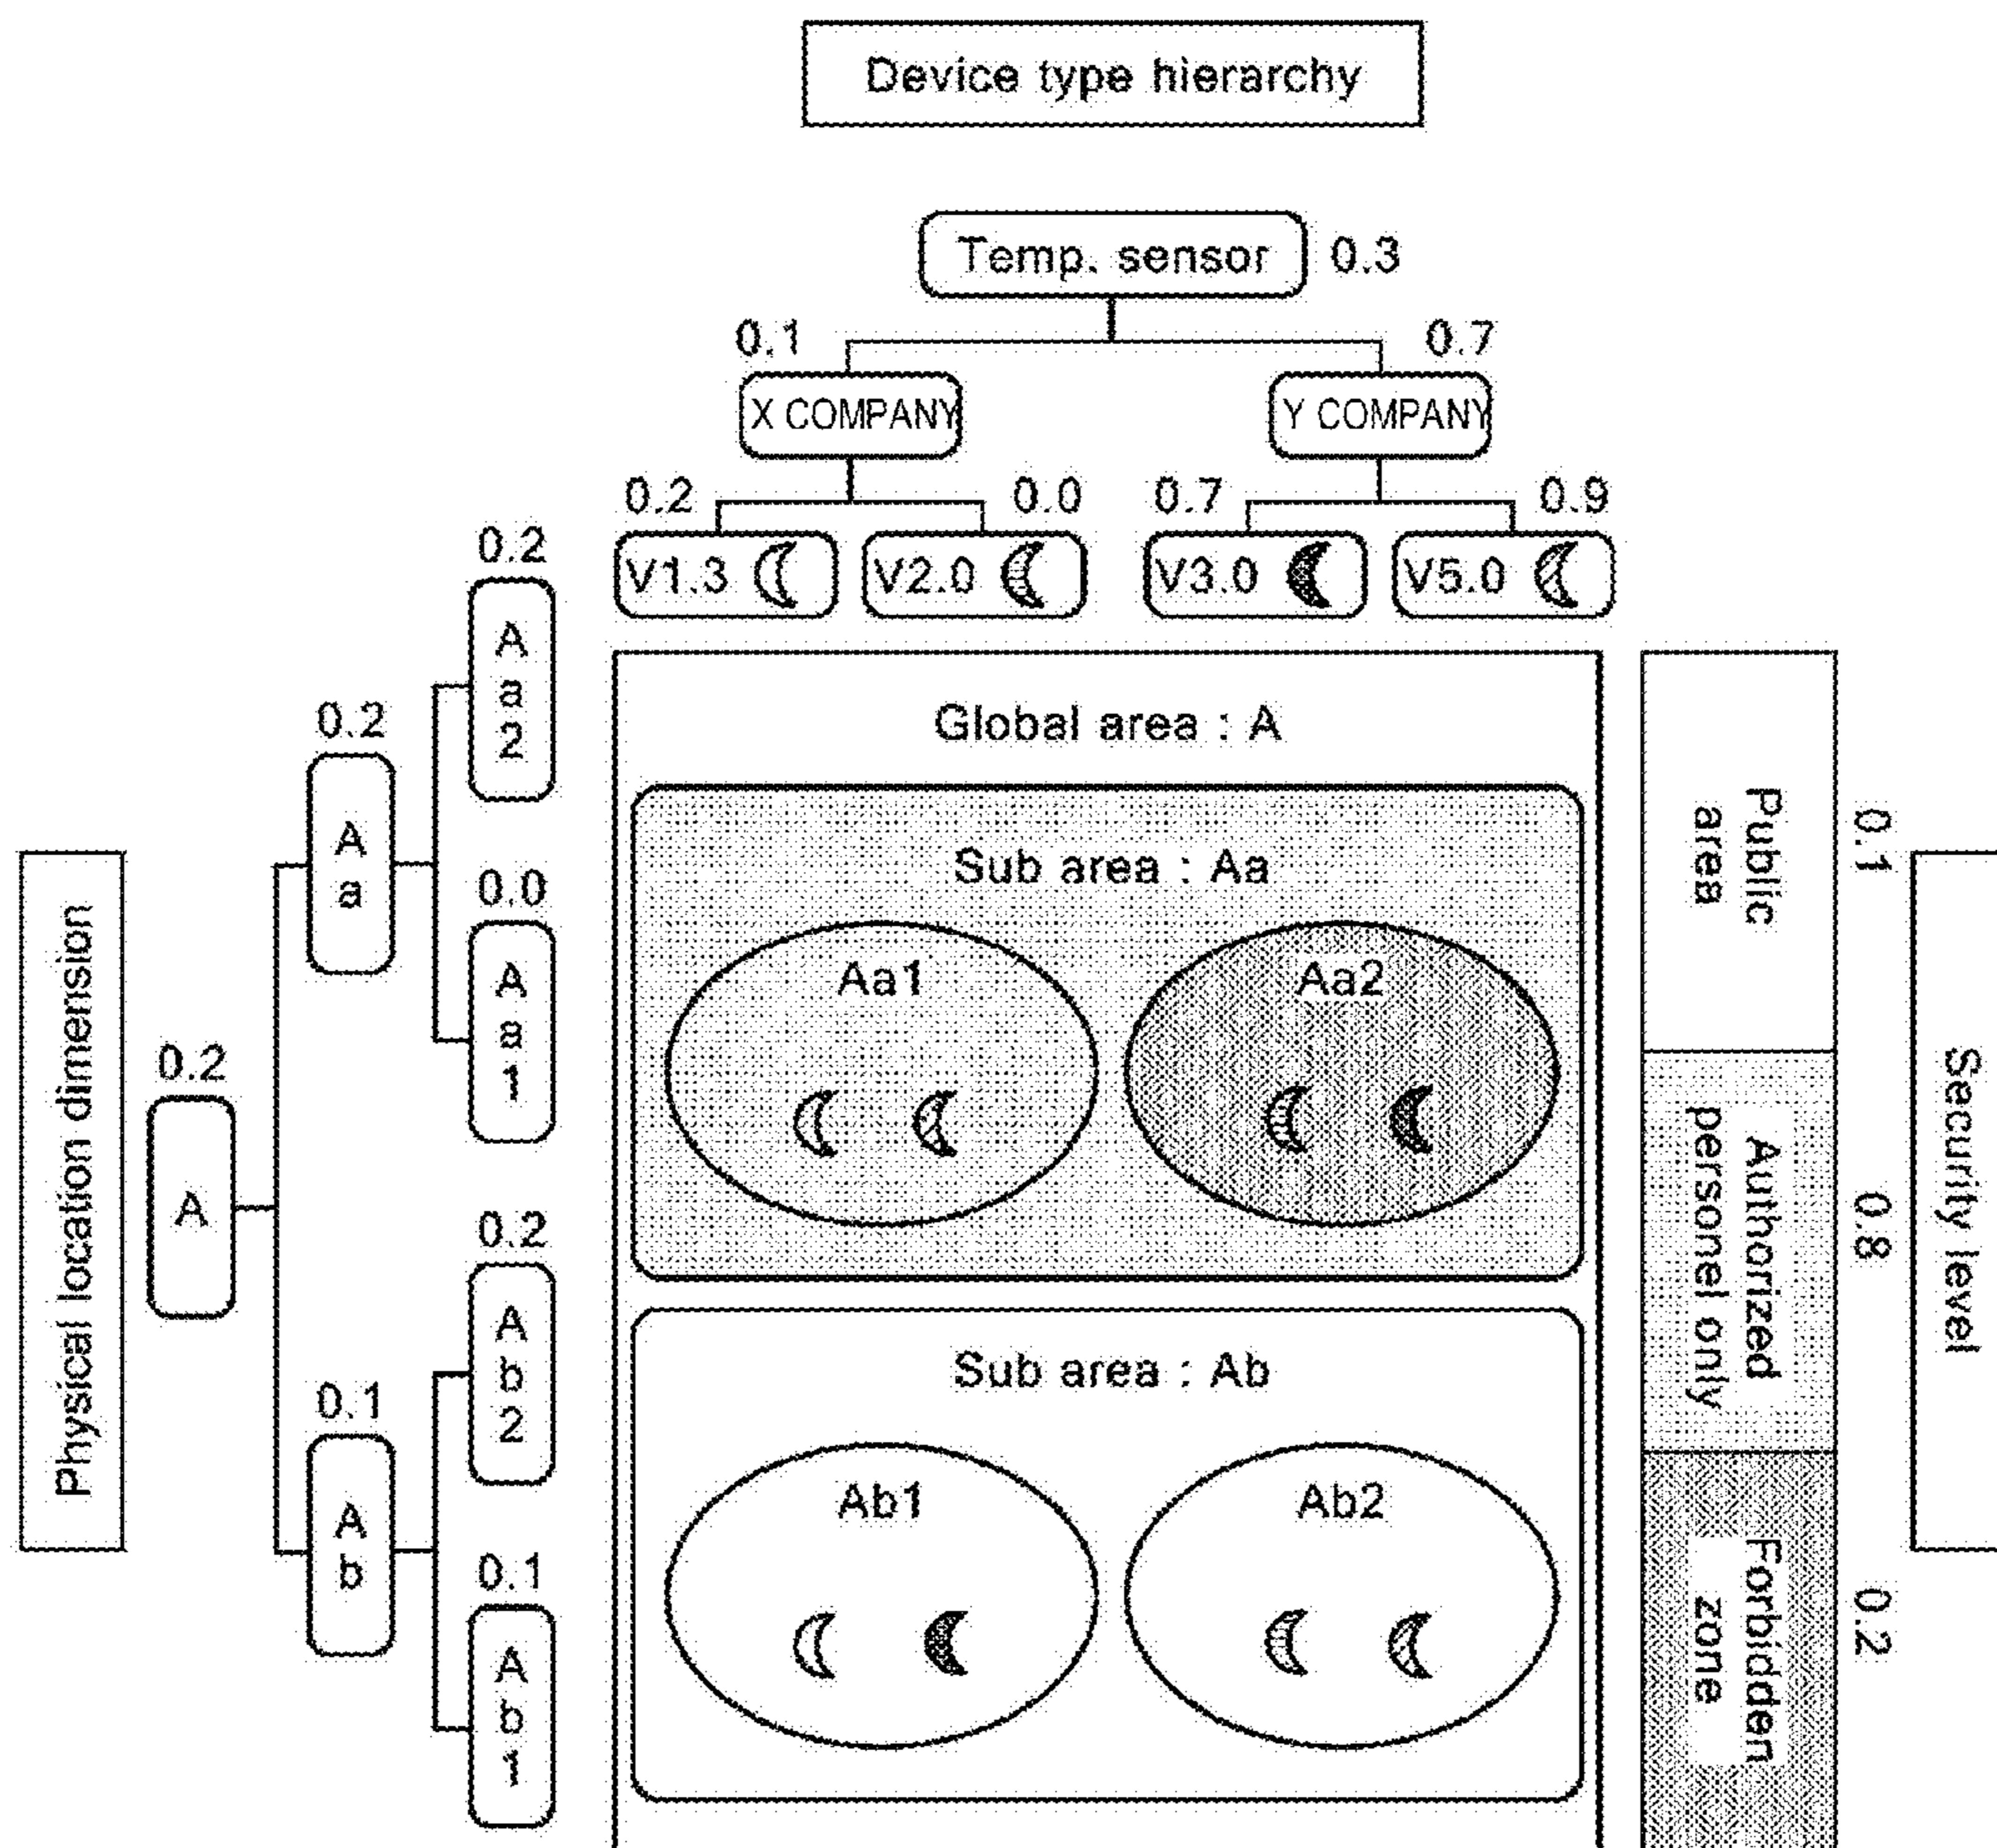 Device type hierarchy
Temp. sensor 0.3
0.1 0.7
X COMPANY Y COMPANY
0.2 0.0 0.7 0.9
V1.3 V2.0 V3.0 V5.0
Physical location dimension
0.2
A
0.2
A
a
0.1
A
b
0.2
A
a
2
0.0
A
a
1
0.2
A
b
2
0.1
A
b
1
Global area : A
Sub area : Aa
Aa1 Aa2
Sub area : Ab
Ab1 Ab2
Public
area
0.1
Authorized
personel only
0.8
Forbidden
zone
0.2
Security level